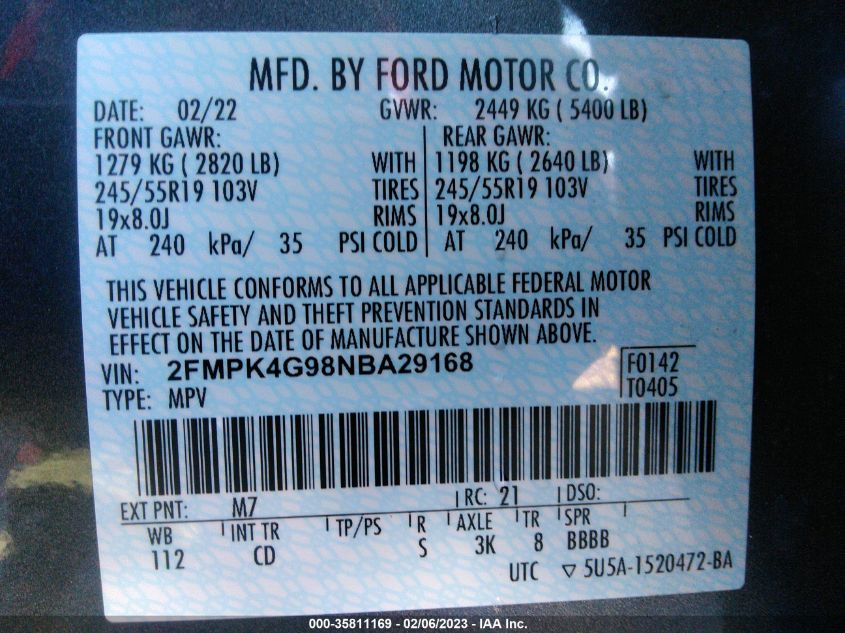 MFD. BY FORD MOTOR CO.
DATE: 02/22 GVWR: 2449 KG ( 5400 LB)
FRONT GAWR: REAR GAWR:
1279 KG ( 2820 LB) WITH 1198 KG ( 2640 LB) WITH
245/55R19 103V TIRES 245/55R19 103V TIRES
19x8.0J RIMS 19x8.0J RIMS
AT 240 kPa/ 35 PSI COLD AT 240 kPa/ 35 PSI COLD
THIS VEHICLE CONFORMS TO ALL APPLICABLE FEDERAL MOTOR
VEHICLE SAFETY AND THEFT PREVENTION STANDARDS IN
EFFECT ON THE DATE OF MANUFACTURE SHOWN ABOVE.
VIN: 2FMPK4G98NBA29168 F0142
TYPE: MPV T0405
EXT PNT: M7 RC: 21 DSO:
WB INT TR TP/PS R AXLE TR SPR
112 CD S 3K 8 BBBB
UTC ▽ 5U5A-1520472-BA
000-35811169 - 02/06/2023 - IAA Inc.